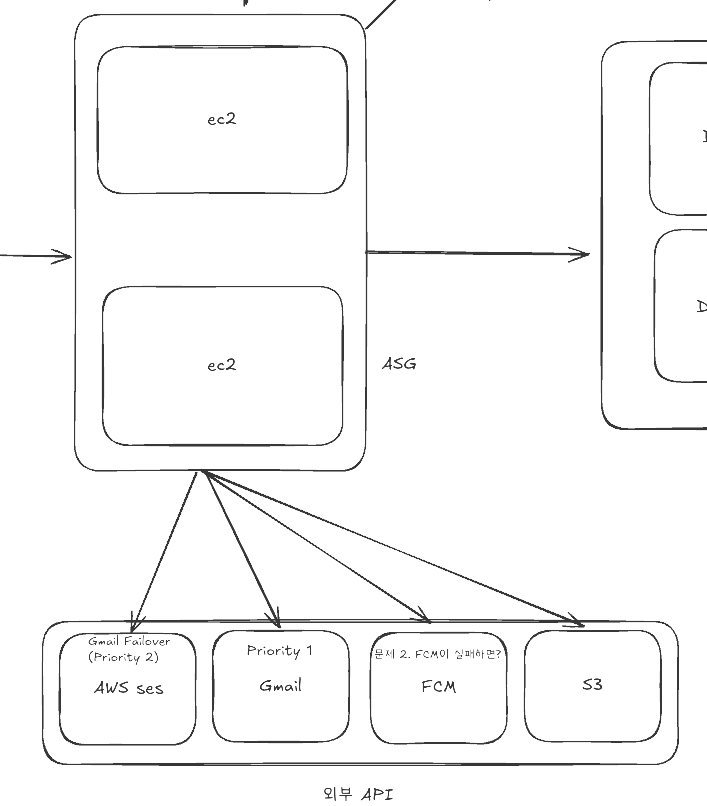 ec2
ec2
ASG
Gmail Failover
(Priority 2)
AWS ses
Priority 1
Gmail
문제 2. FCM이 실패하면?
FCM
S3
외부 API